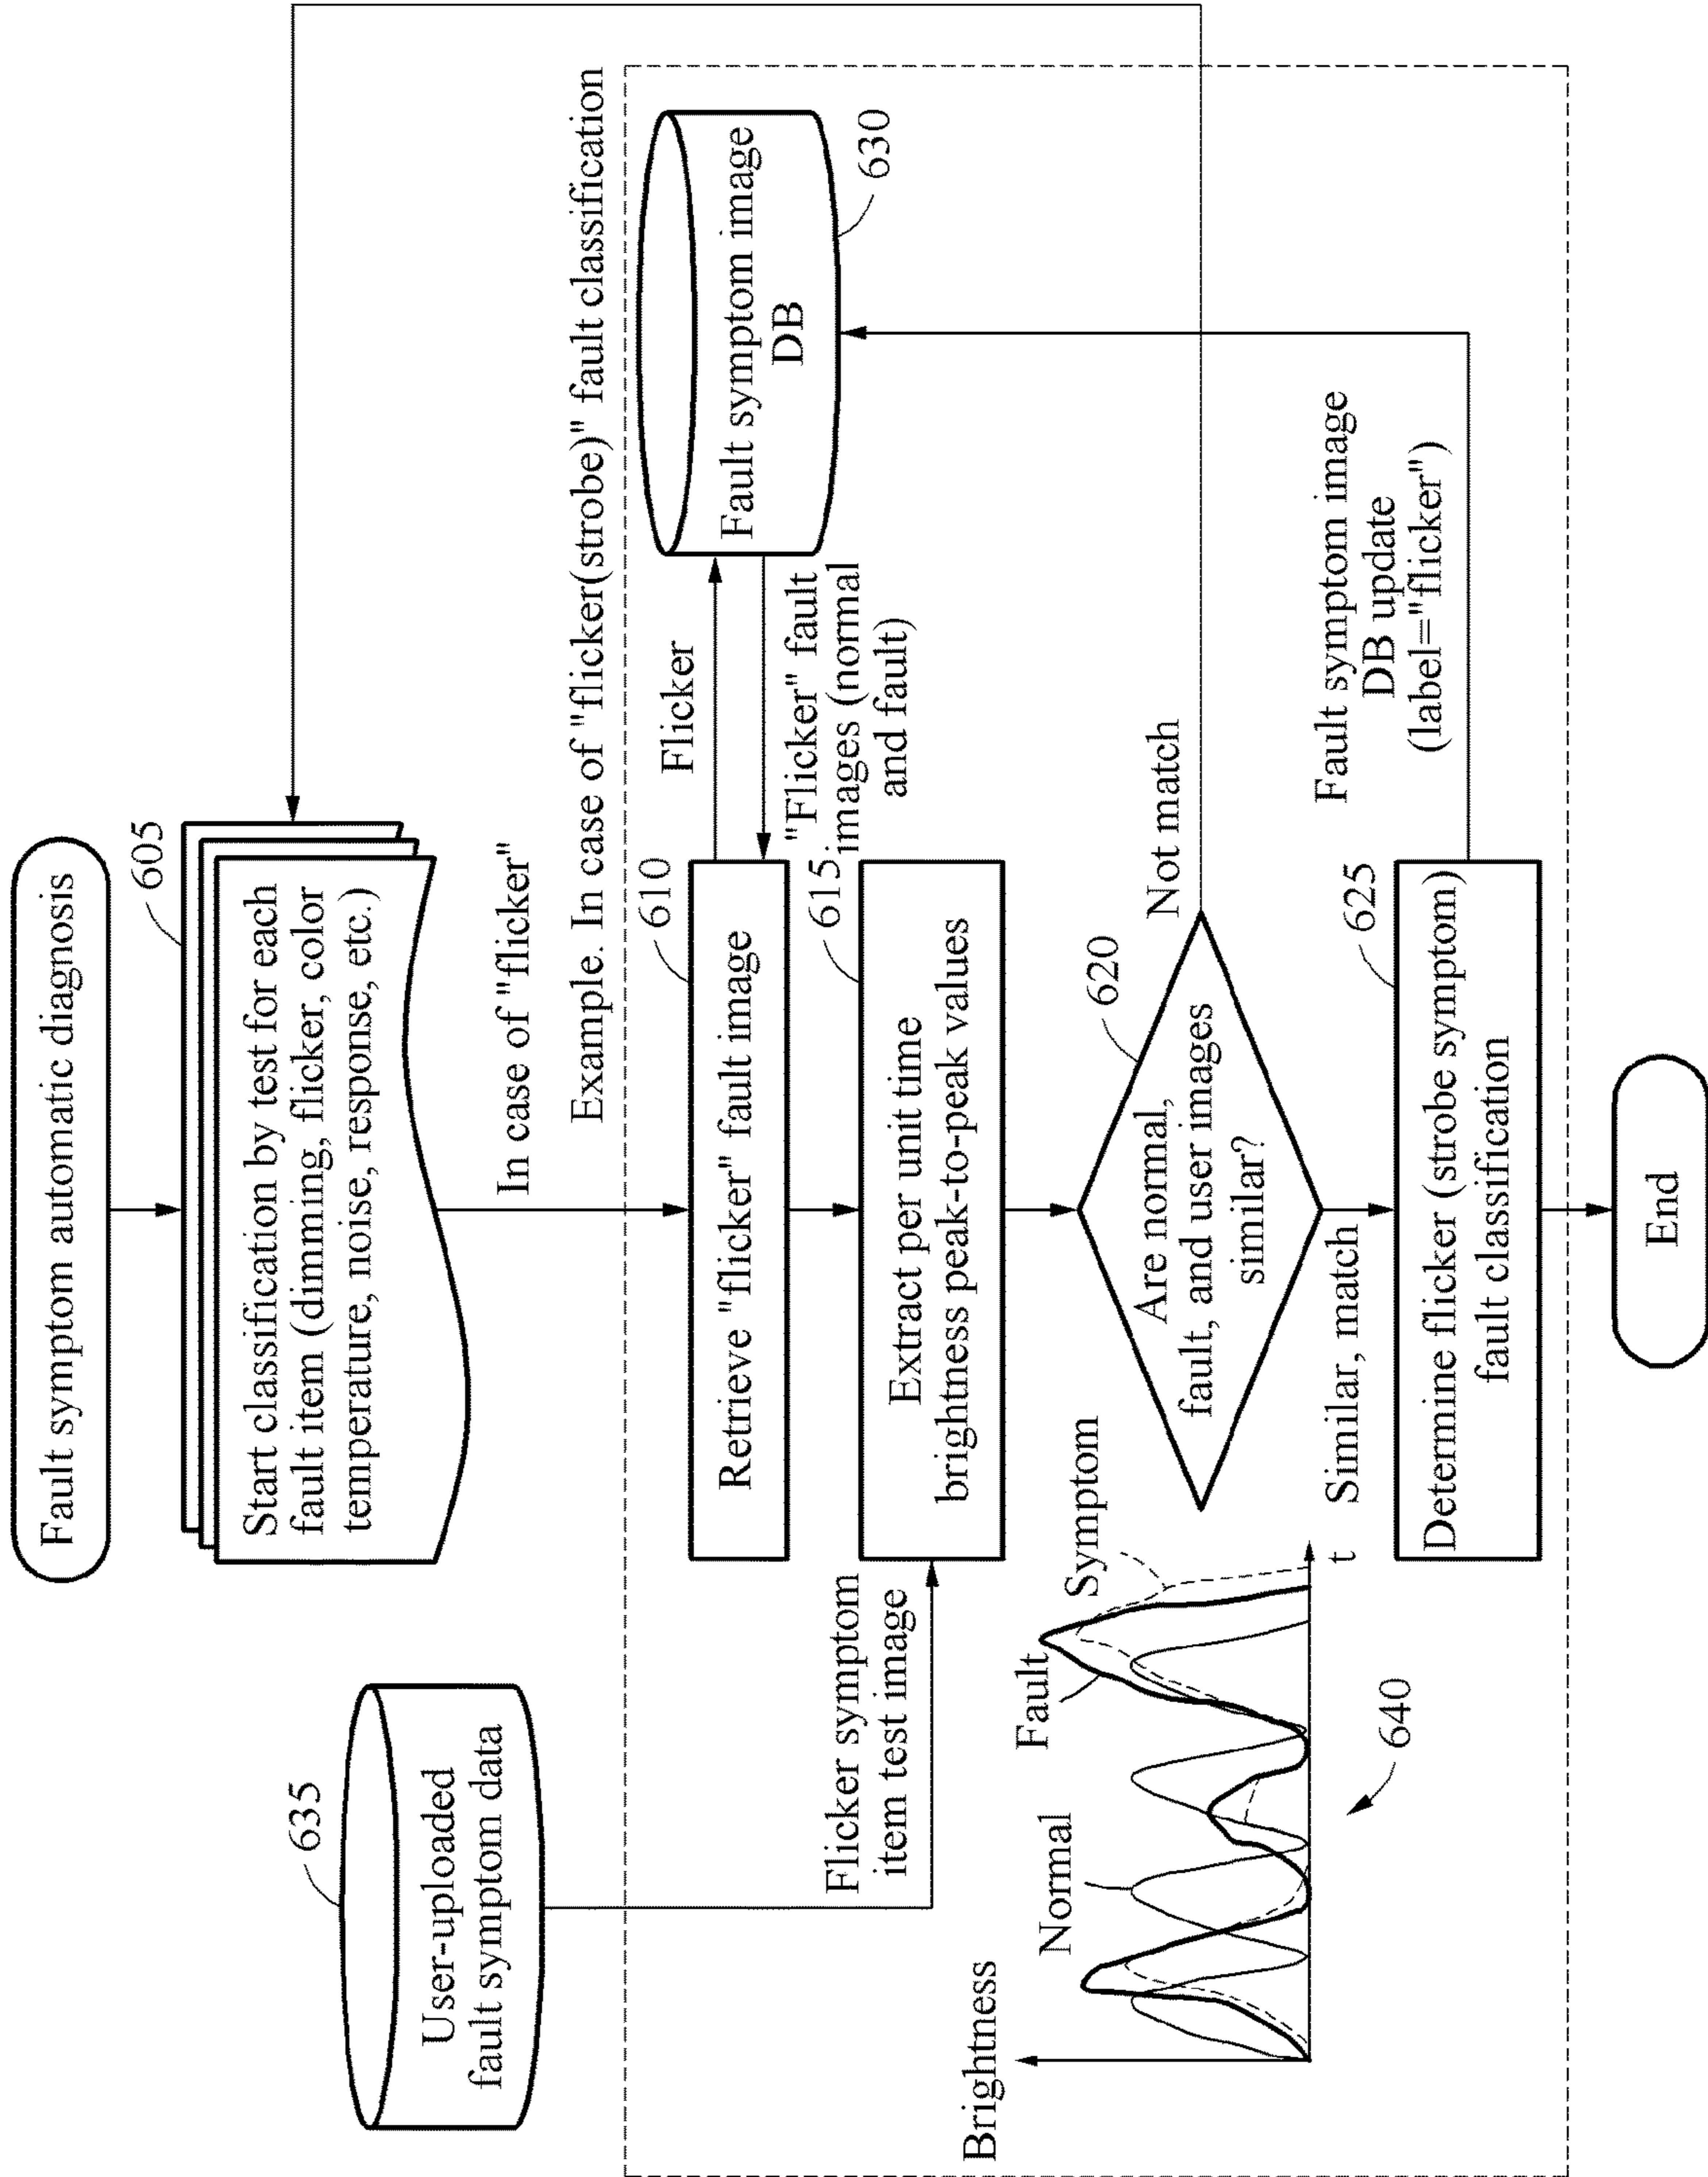 Fault symptom automatic diagnosis
605
Start classification by test for each
fault item (dimming, flicker, color
temperature, noise, response, etc.)
In case of "flicker"
Example. In case of "flicker(strobe)" fault classification
635
User-uploaded
fault symptom data
610
Retrieve "flicker" fault image
Flicker
"Flicker" fault
images (normal
and fault)
Fault symptom image
DB
630
Flicker symptom
item test image
615
Extract per unit time
brightness peak-to-peak values
620
Are normal,
fault, and user images
similar?
Not match
Similar, match
Brightness
Normal
Fault
Symptom
t
640
625
Determine flicker (strobe symptom)
fault classification
Fault symptom image
DB update
(label="flicker")
End